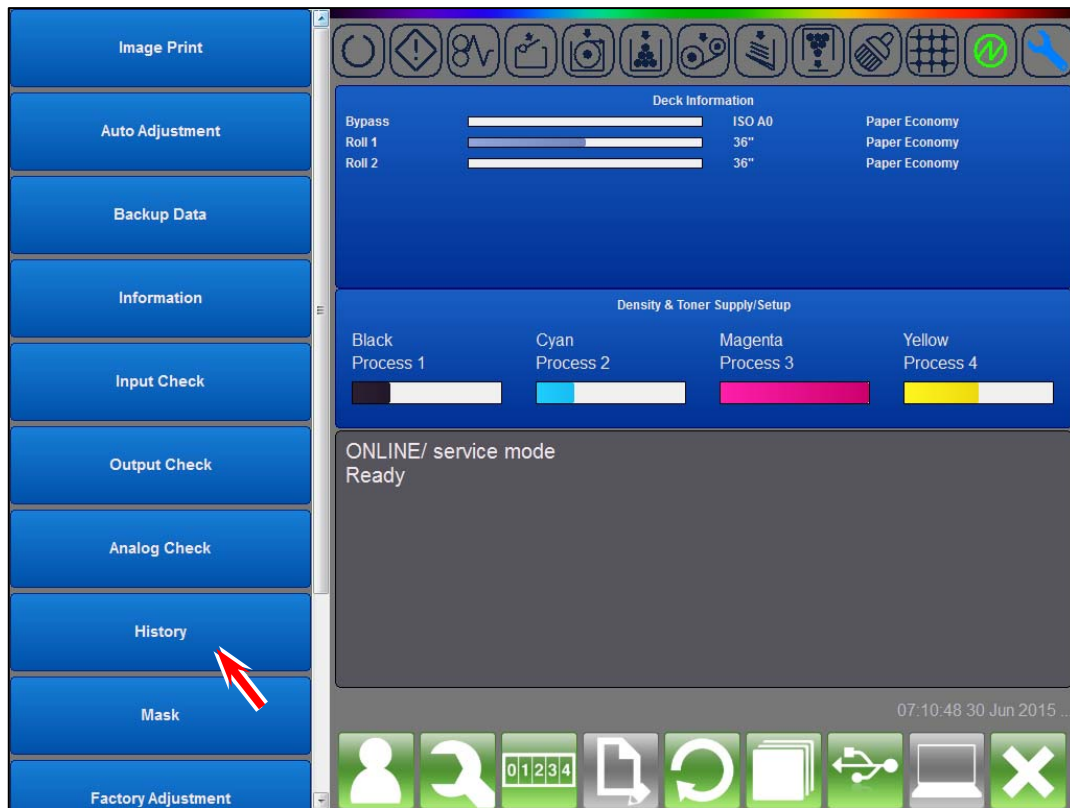 Image Print
Auto Adjustment
Backup Data
Information
Input Check
Output Check
Analog Check
History
Mask
Factory Adjustment
Deck Information
Bypass ISO A0 Paper Economy
Roll 1 36" Paper Economy
Roll 2 36" Paper Economy
Density & Toner Supply/Setup
Black Cyan Magenta Yellow
Process 1 Process 2 Process 3 Process 4
ONLINE/ service mode
Ready
07:10:48 30 Jun 2015 ..
01234